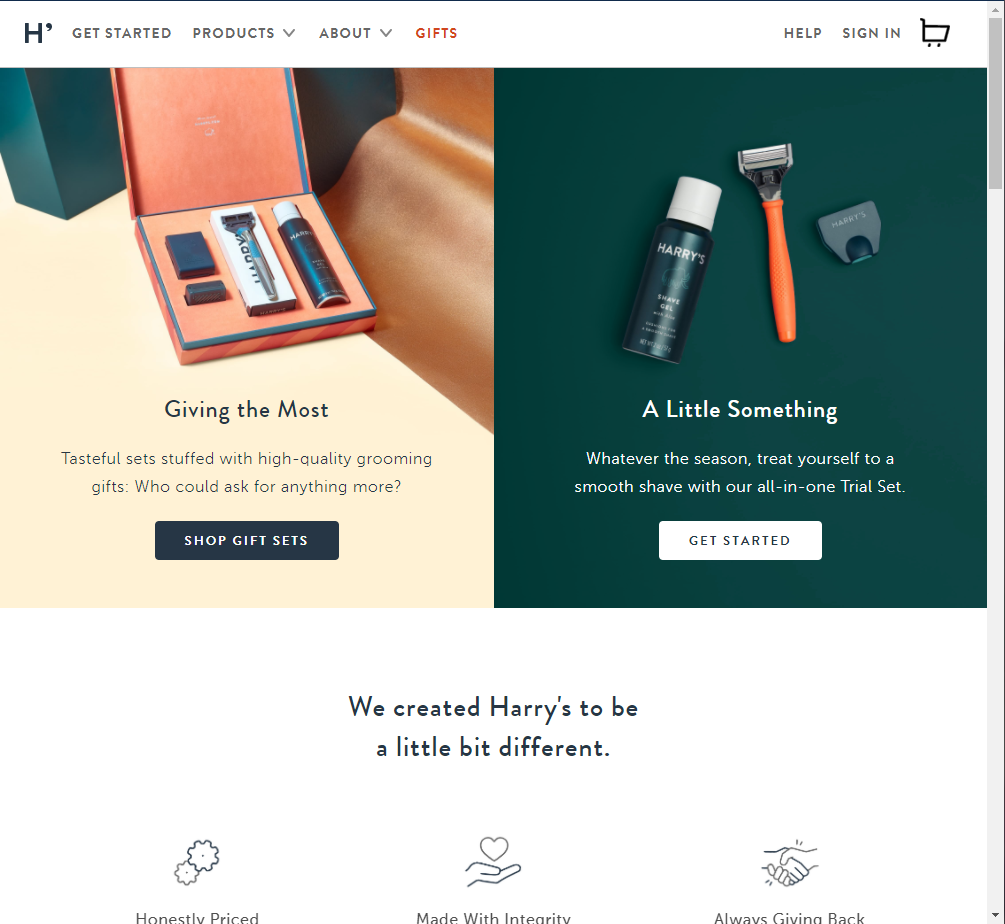 H’ GET STARTED PRODUCTS ABOUT GIFTS HELP SIGN IN
HARRY'S
HARRY'S
HARRY'S
SHAVE
GEL
Giving the Most
Tasteful sets stuffed with high-quality grooming
gifts: Who could ask for anything more?
SHOP GIFT SETS
A Little Something
Whatever the season, treat yourself to a
smooth shave with our all-in-one Trial Set.
GET STARTED
We created Harry's to be
a little bit different.
Honestly Priced
Made With Integrity
Always Giving Back